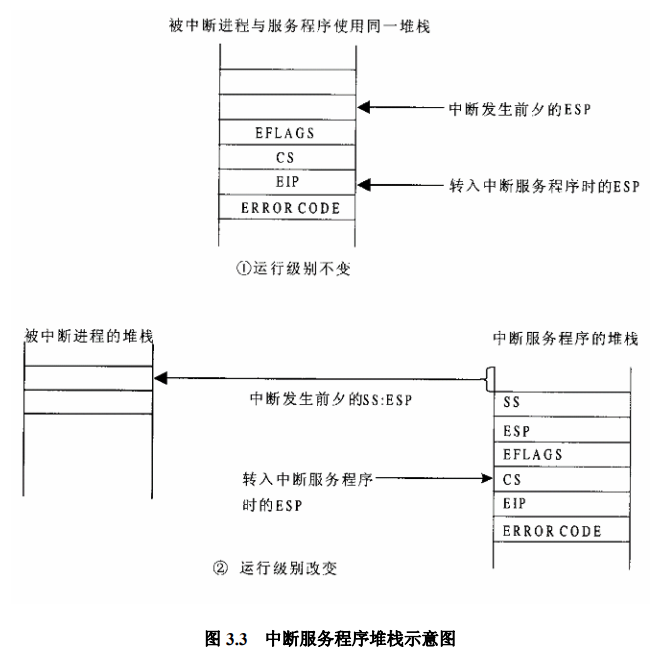 被中断进程与服务程序使用同一堆栈
中断发生前夕的ESP
EFLAGS
CS
EIP
转入中断服务程序时的ESP
ERROR CODE
①运行级别不变
被中断进程的堆栈
中断服务程序的堆栈
中断发生前夕的SS:ESP
SS
ESP
EFLAGS
转入中断服务程序
时的ESP
CS
EIP
ERROR CODE
② 运行级别改变
图 3.3 中断服务程序堆栈示意图